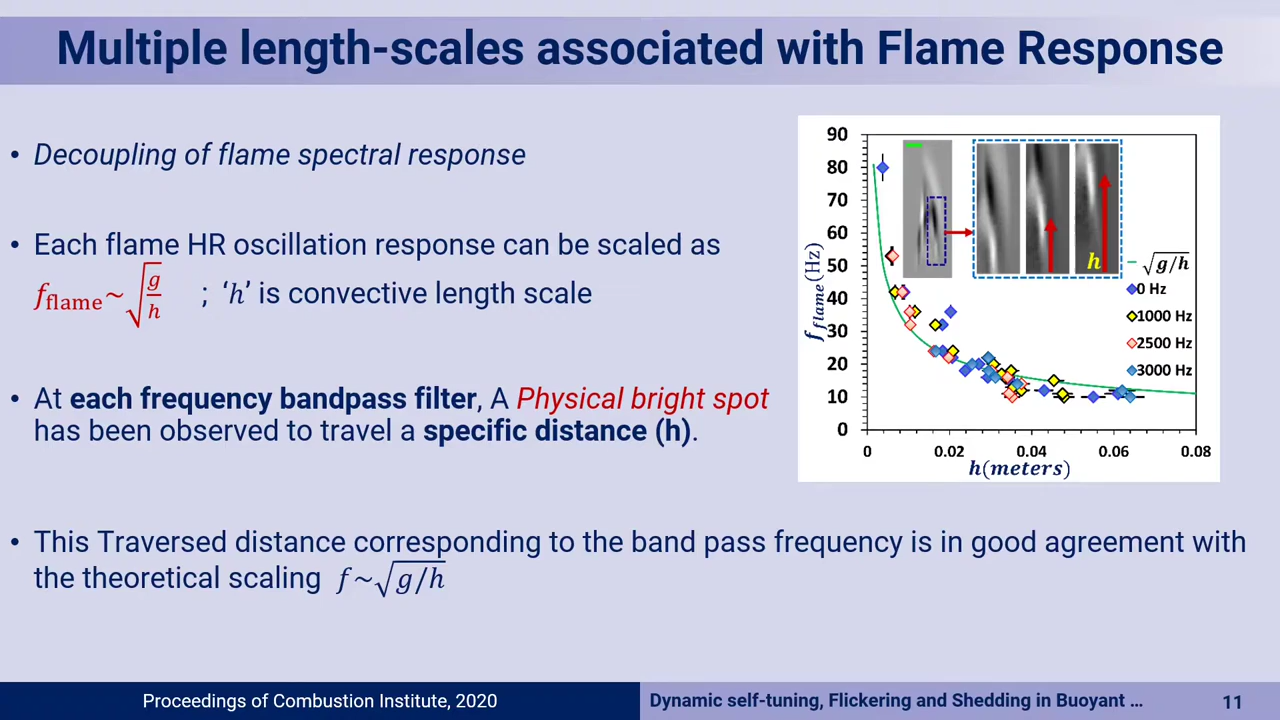 Multiple length-scales associated with Flame Response
• Decoupling of flame spectral response
• Each flame HR oscillation response can be scaled as
f_flame ~ √(g/h) ; ‘h’ is convective length scale
• At each frequency bandpass filter, A Physical bright spot
has been observed to travel a specific distance (h).
• This Traversed distance corresponding to the band pass frequency is in good agreement with
the theoretical scaling f~√(g/h)
90
80
70
60
50
40
30
20
10
0
f_flame(Hz)
h
√(g/h)
0 Hz
1000 Hz
2500 Hz
3000 Hz
0 0.02 0.04 0.06 0.08
h(meters)
Proceedings of Combustion Institute, 2020
Dynamic self-tuning, Flickering and Shedding in Buoyant ...
11